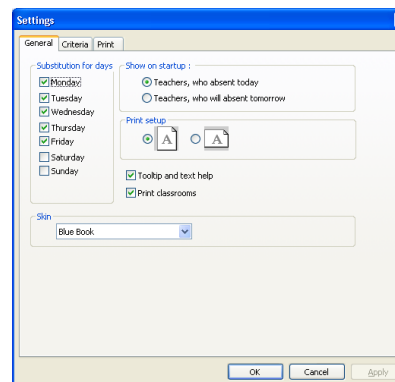 Settings
General Criteria Print
Substitution for days
Monday
Tuesday
Wednesday
Thursday
Friday
Saturday
Sunday
Show on startup :
Teachers, who absent today
Teachers, who will absent tomorrow
Print setup
A A
Tooltip and text help
Print classrooms
Skin
Blue Book
OK Cancel Apply